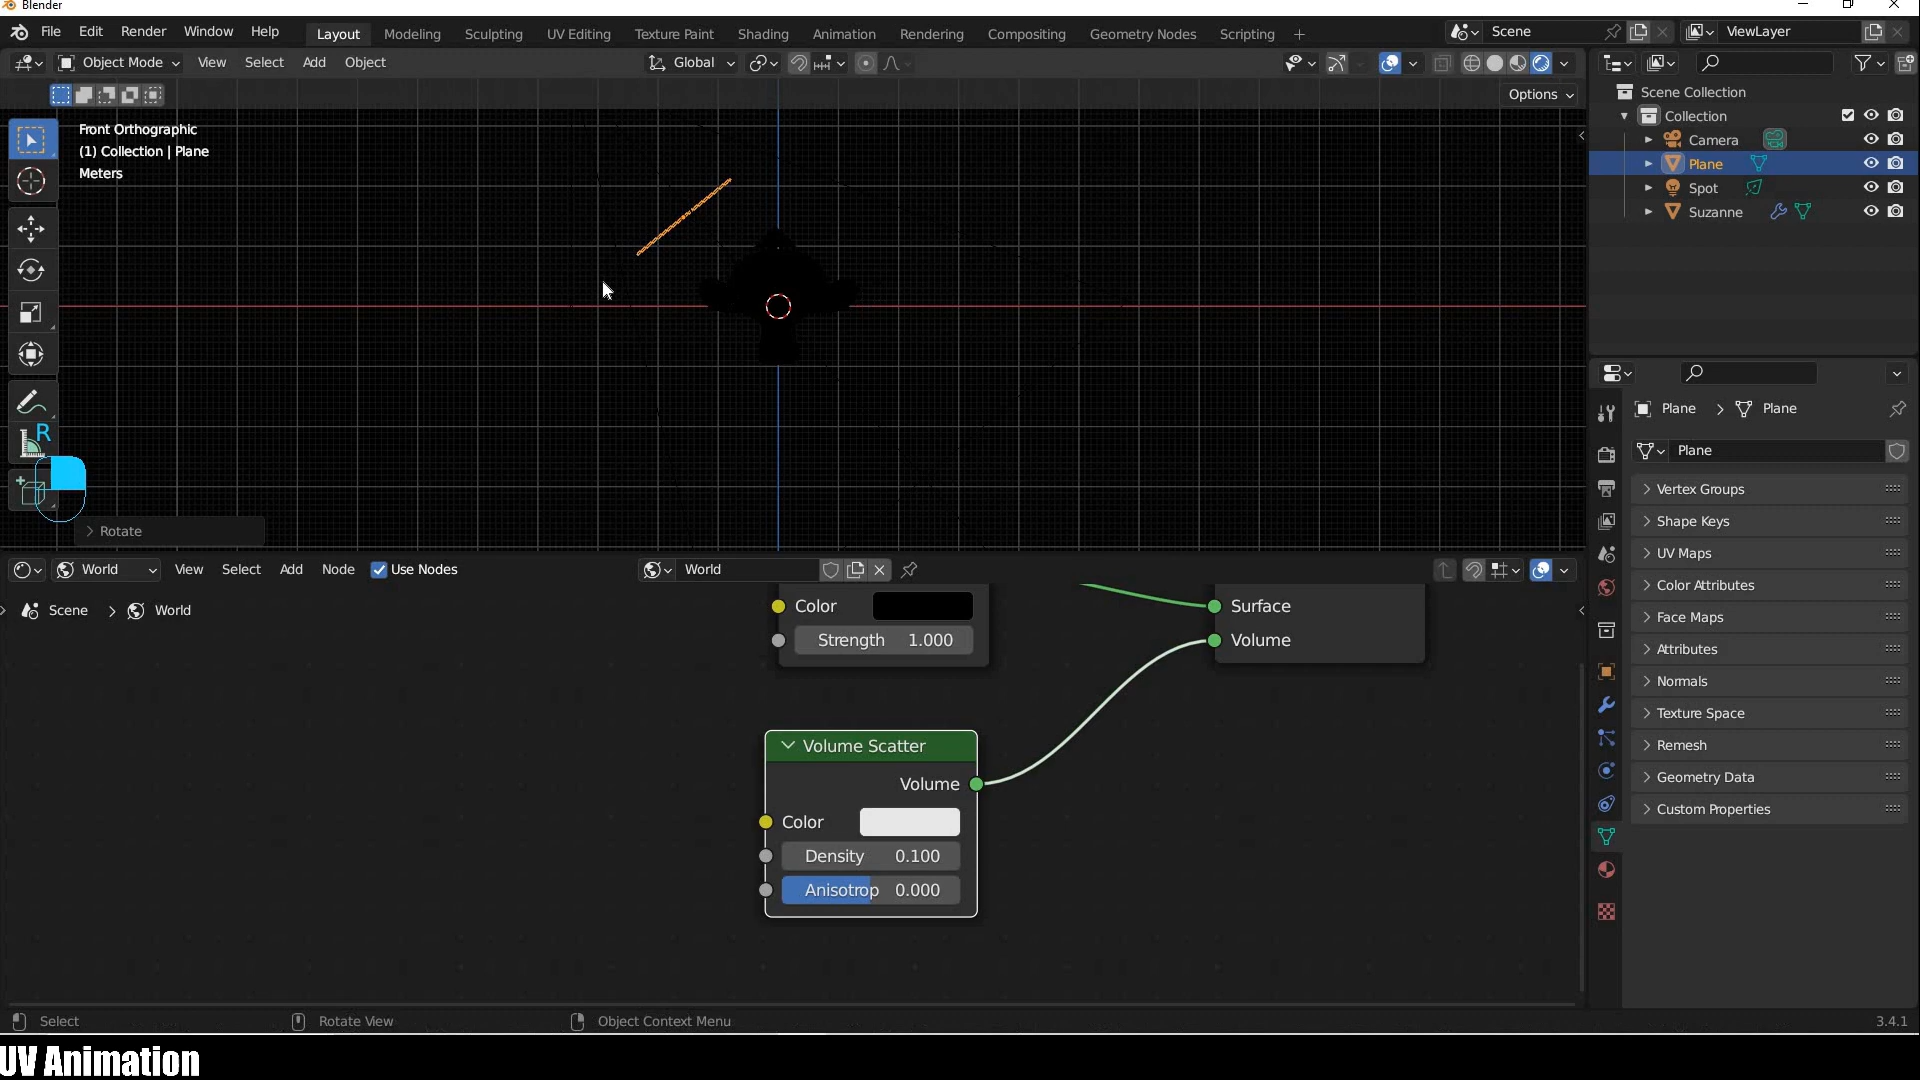 Blender
File Edit Render Window Help Layout Modeling Sculpting UV Editing Texture Paint Shading Animation Rendering Compositing Geometry Nodes Scripting + Scene ViewLayer
Object Mode View Select Add Object Global
Options
Scene Collection
Collection
Camera
Plane
Spot
Suzanne
Front Orthographic
(1) Collection | Plane
Meters
R
Rotate
Plane > Plane
Plane
Vertex Groups
Shape Keys
UV Maps
Color Attributes
Face Maps
Attributes
Normals
Texture Space
Remesh
Geometry Data
Custom Properties
World View Select Add Node Use Nodes World
Scene > World
Color
Strength 1.000
Surface
Volume
Volume Scatter
Volume
Color
Density 0.100
Anisotrop 0.000
Select Rotate View Object Context Menu 3.4.1
UV Animation